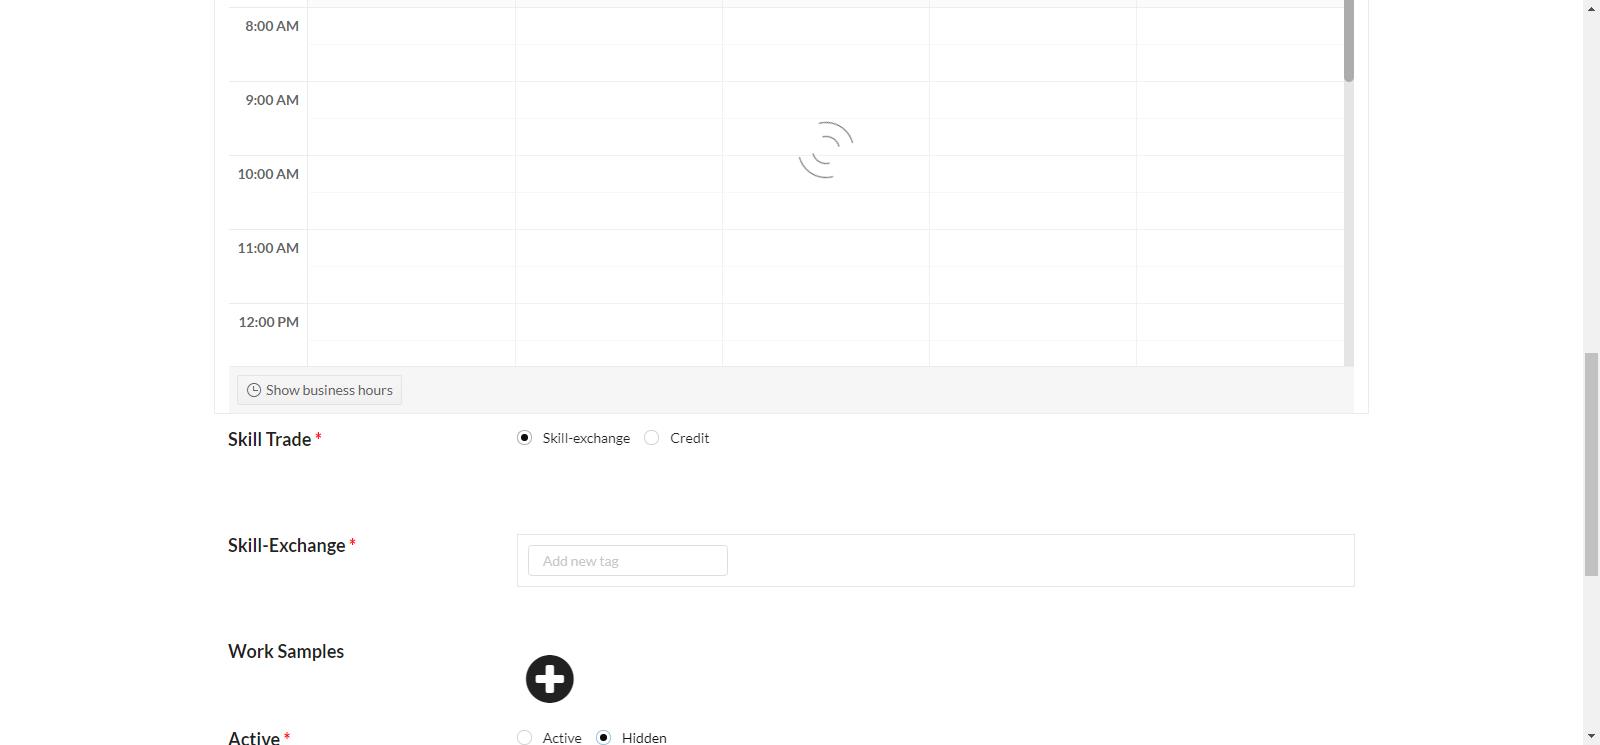 8:00 AM
9:00 AM
10:00 AM
11:00 AM
12:00 PM
Show business hours
Skill Trade * Skill-exchange Credit
Skill-Exchange * Add new tag
Work Samples
Active * Active Hidden